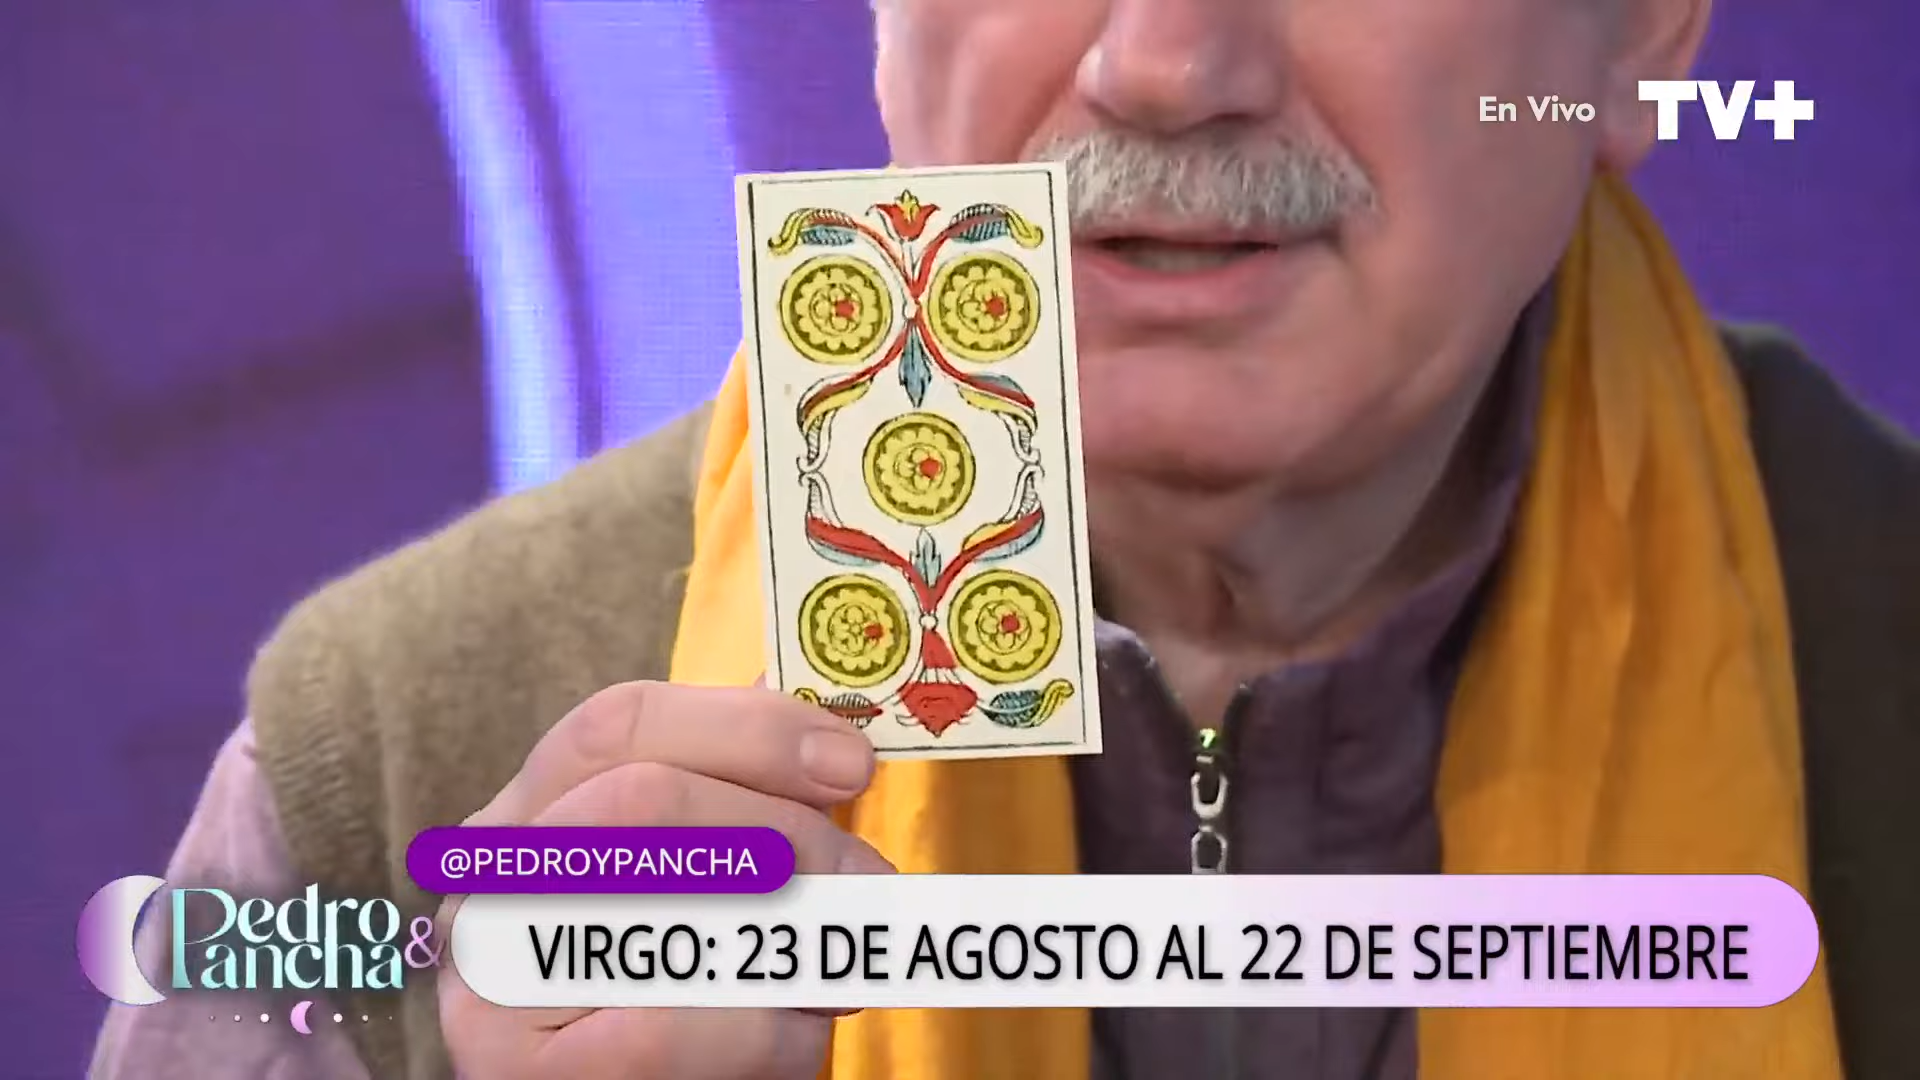 En Vivo TV+
@PEDROYPANCHA
Pedro &
Pancha
VIRGO: 23 DE AGOSTO AL 22 DE SEPTIEMBRE